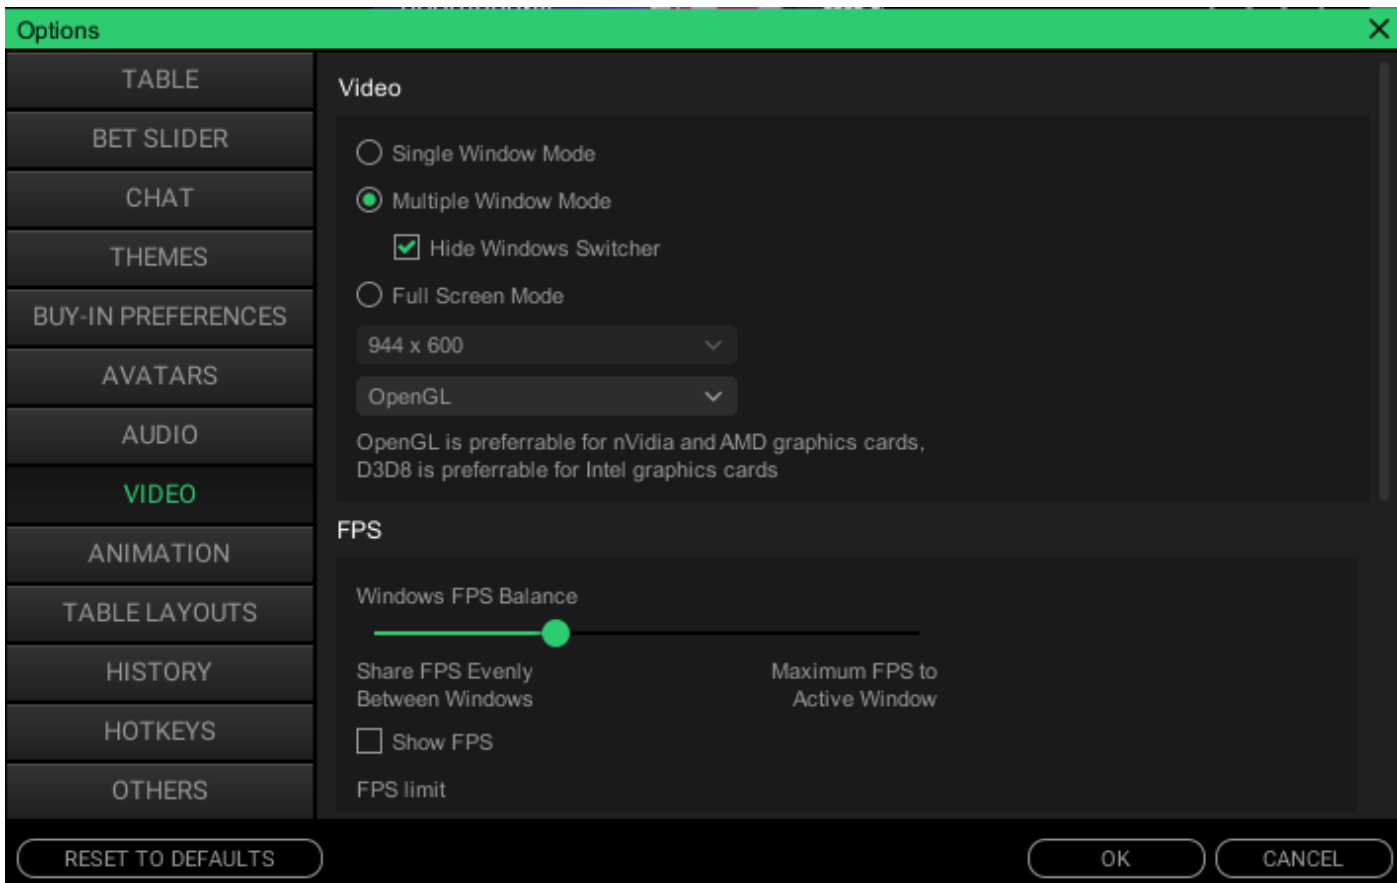 Options
TABLE
BET SLIDER
CHAT
THEMES
BUY-IN PREFERENCES
AVATARS
AUDIO
VIDEO
ANIMATION
TABLE LAYOUTS
HISTORY
HOTKEYS
OTHERS
Video
Single Window Mode
Multiple Window Mode
Hide Windows Switcher
Full Screen Mode
944 x 600
OpenGL
OpenGL is preferrable for nVidia and AMD graphics cards,
D3D8 is preferrable for Intel graphics cards
FPS
Windows FPS Balance
Share FPS Evenly
Between Windows
Maximum FPS to
Active Window
Show FPS
FPS limit
RESET TO DEFAULTS
OK
CANCEL